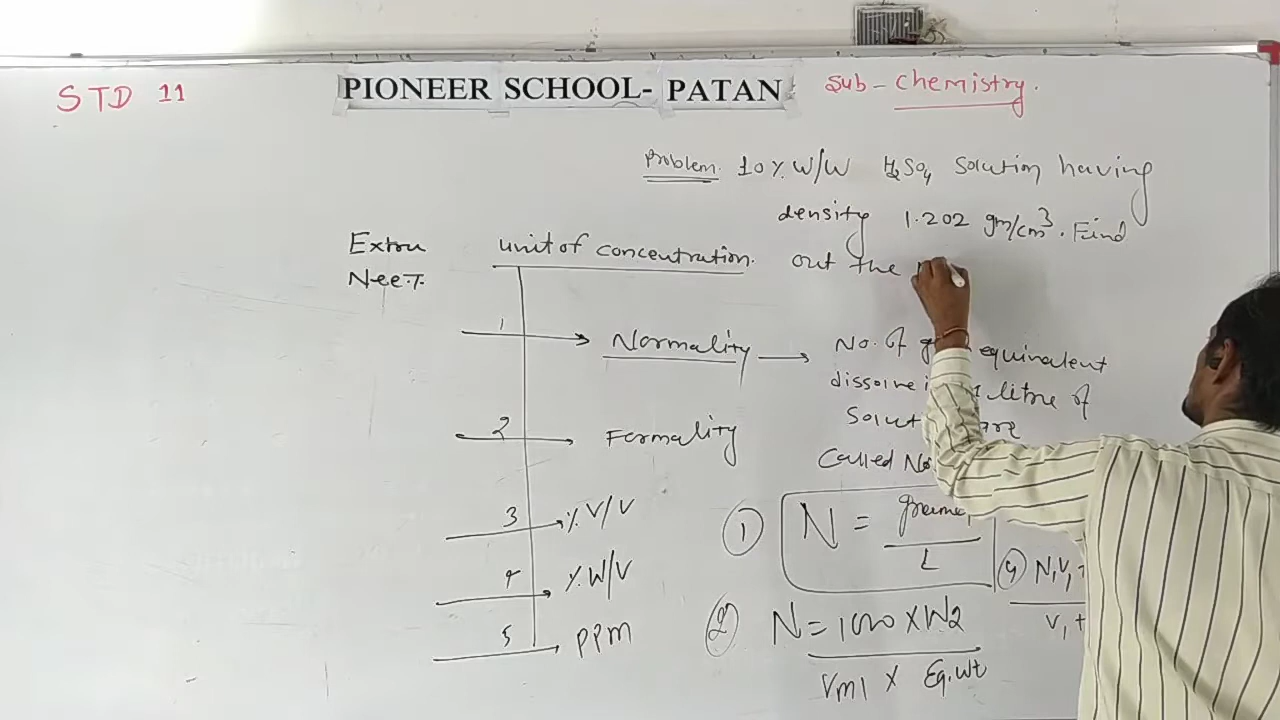 STD 11
PIONEER SCHOOL- PATAN
Sub - Chemistry.
Problem. 10% W/W H2SO4 Solution having
density 1.202 gm/cm³. Find
out the
Extra
NEET.
unit of concentration.
1 Normality → No. of equivalent
dissolve litre of
Called
2 Formality
3 % V/V
4 % W/V
5 PPM
① N =
L
② N = 1000 × W2
Vml × Eq.wt
④ N1V1
V1 +